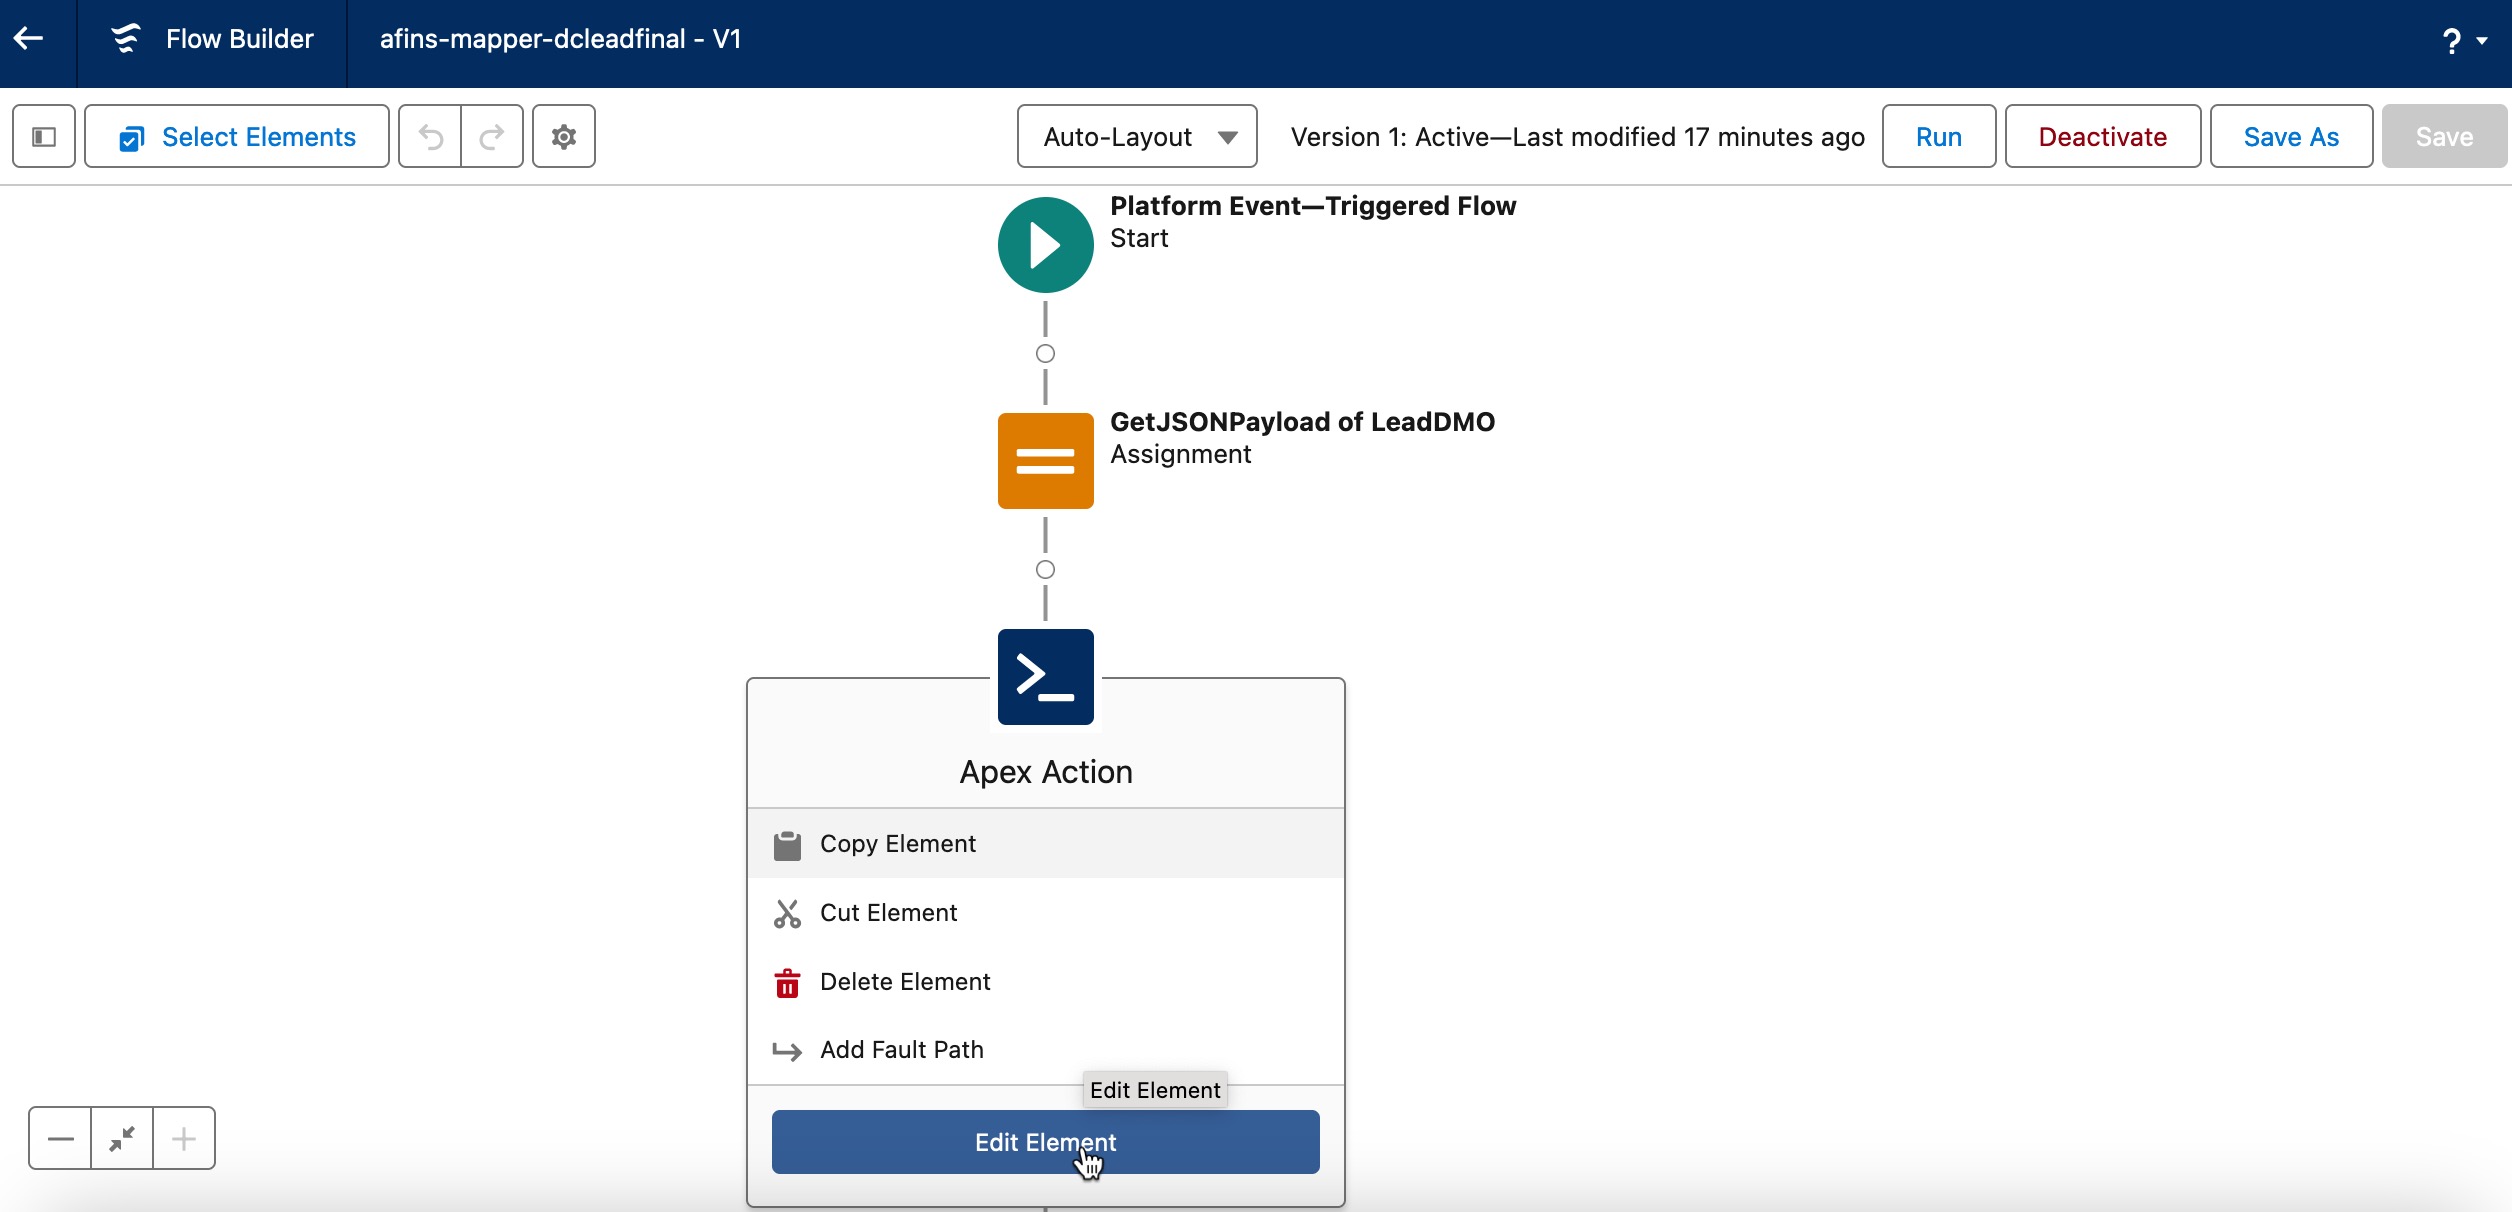 Flow Builder
afins-mapper-dcleadfinal - V1
?
Select Elements
Auto-Layout
Version 1: Active—Last modified 17 minutes ago
Run
Deactivate
Save As
Save
Platform Event—Triggered Flow
Start
GetJSONPayload of LeadDMO
Assignment
Apex Action
Copy Element
Cut Element
Delete Element
Add Fault Path
Edit Element
Edit Element